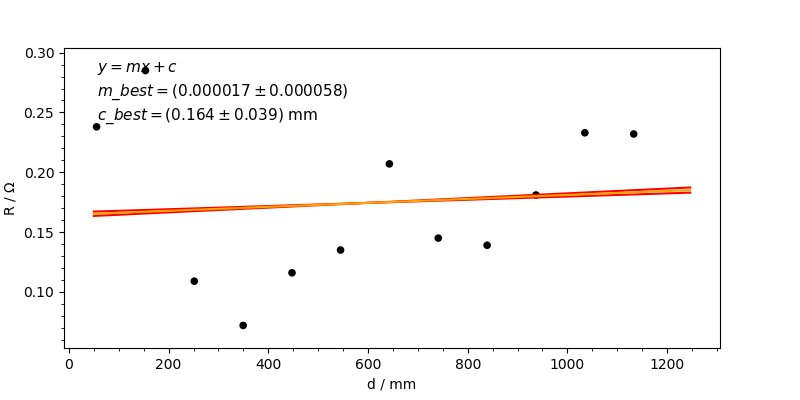 y = mx + c
m_best = (0.000017 ± 0.000058)
c_best = (0.164 ± 0.039) mm
0.30
0.25
0.20
0.15
0.10
R / Ω
0 200 400 600 800 1000 1200
d / mm